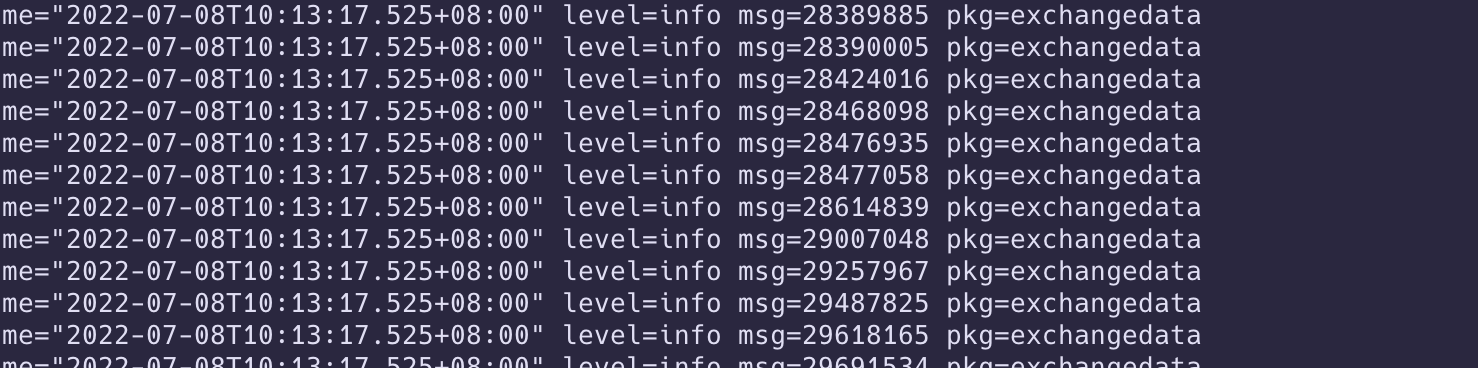 me="2022-07-08T10:13:17.525+08:00" level=info msg=28389885 pkg=exchangedata
me="2022-07-08T10:13:17.525+08:00" level=info msg=28390005 pkg=exchangedata
me="2022-07-08T10:13:17.525+08:00" level=info msg=28424016 pkg=exchangedata
me="2022-07-08T10:13:17.525+08:00" level=info msg=28468098 pkg=exchangedata
me="2022-07-08T10:13:17.525+08:00" level=info msg=28476935 pkg=exchangedata
me="2022-07-08T10:13:17.525+08:00" level=info msg=28477058 pkg=exchangedata
me="2022-07-08T10:13:17.525+08:00" level=info msg=28614839 pkg=exchangedata
me="2022-07-08T10:13:17.525+08:00" level=info msg=29007048 pkg=exchangedata
me="2022-07-08T10:13:17.525+08:00" level=info msg=29257967 pkg=exchangedata
me="2022-07-08T10:13:17.525+08:00" level=info msg=29487825 pkg=exchangedata
me="2022-07-08T10:13:17.525+08:00" level=info msg=29618165 pkg=exchangedata
me="2022-07-08T10:13:17.525+08:00" level=info msg=29691534 pkg=exchangedata